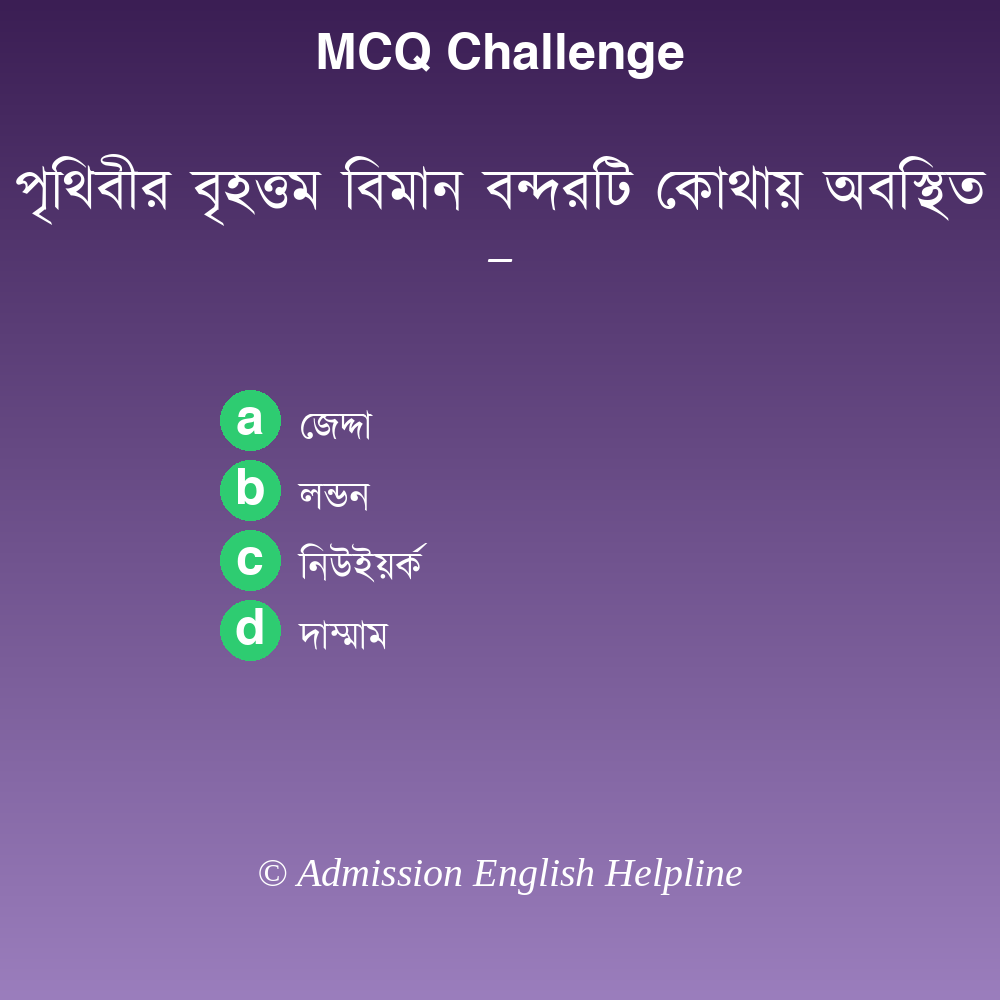 MCQ Challenge
পৃথিবীর বৃহত্তম বিমান বন্দরটি কোথায় অবস্থিত
–
a জেদ্দা
b লন্ডন
c নিউইয়র্ক
d দাম্মাম
© Admission English Helpline